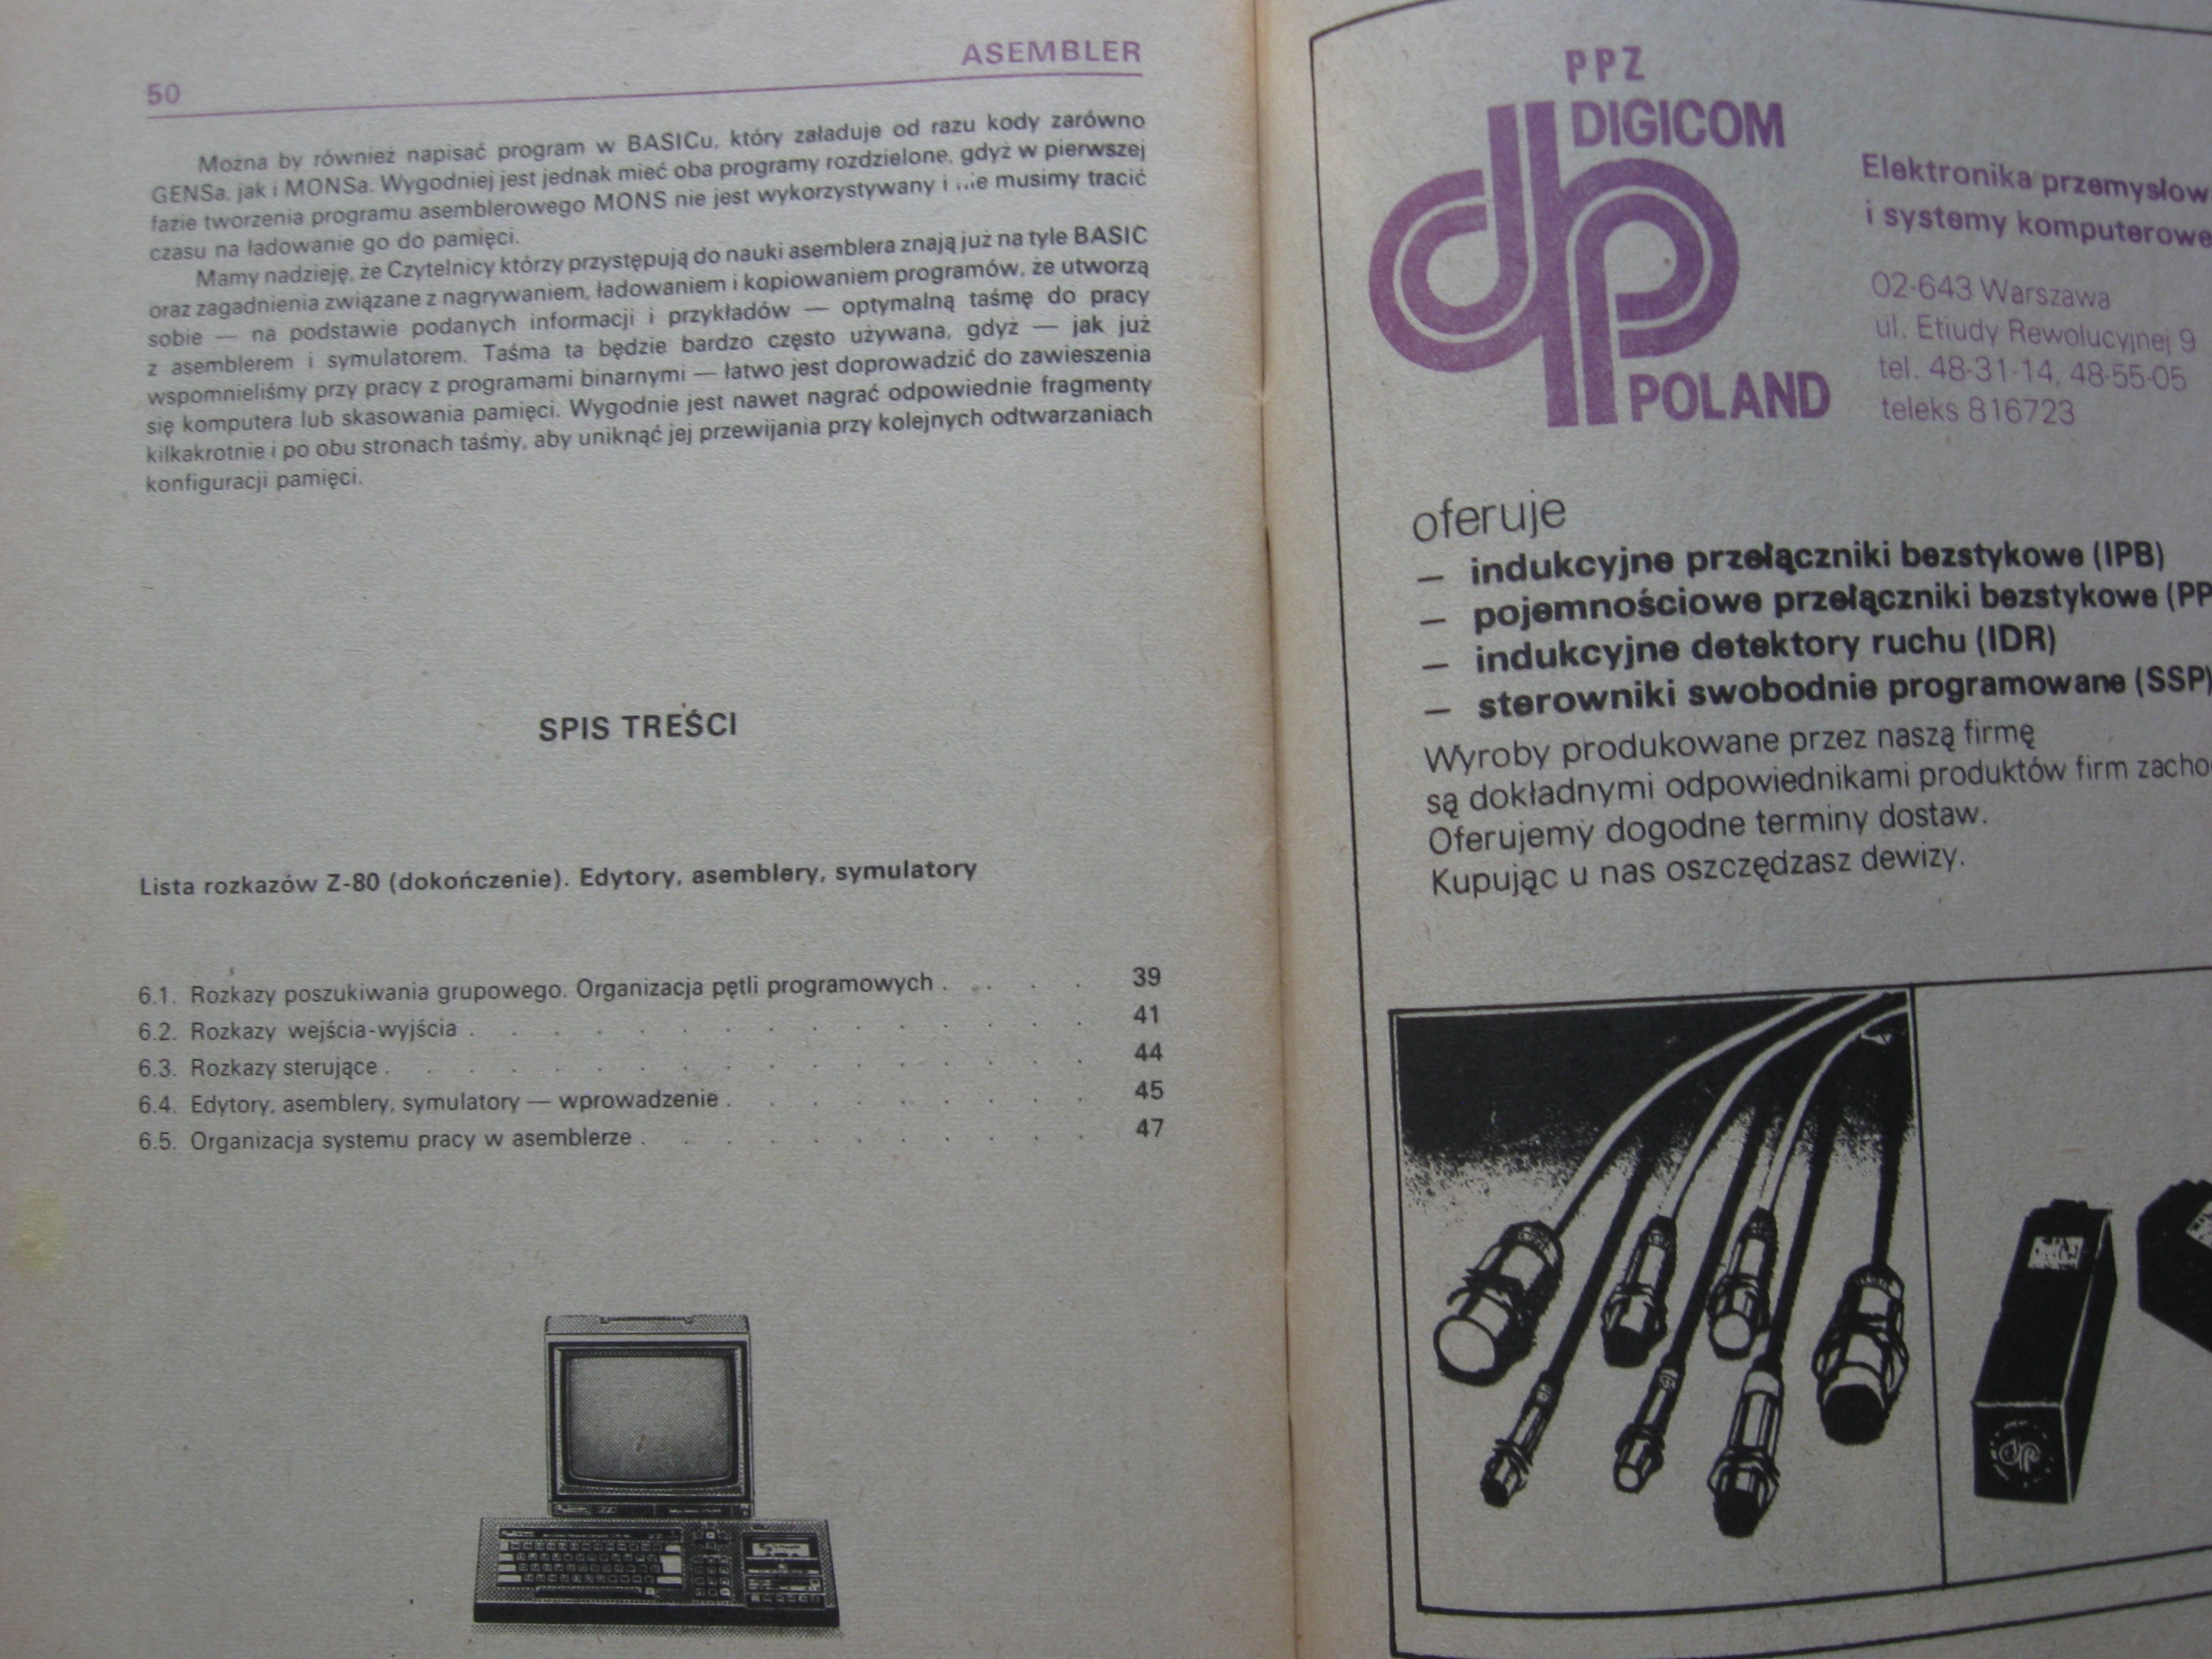 50
ASEMBLER
Można by również napisać program w BASICu, który załaduje od razu kody zarówno
GENSa, jak i MONSa. Wygodniej jest jednak mieć oba programy rozdzielone, gdyż w pierwszej
fazie tworzenia programu asemblerowego MONS nie jest wykorzystywany i musimy tracić
czasu na ładowanie go do pamięci.
Mamy nadzieję, że Czytelnicy którzy przystępują do nauki asemblera znają już na tyle BASIC
oraz zagadnienia związane z nagrywaniem, ładowaniem i kopiowaniem programów, że utworzą
sobie — na podstawie podanych informacji i przykładów — optymalną taśmę do pracy
z asemblerem i symulatorem. Taśma ta będzie bardzo często używana, gdyż — jak już
wspomnieliśmy przy pracy z programami binarnymi — łatwo jest doprowadzić do zawieszenia
się komputera lub skasowania pamięci. Wygodnie jest nawet nagrać odpowiednie fragmenty
kilkakrotnie i po obu stronach taśmy, aby uniknąć jej przewijania przy kolejnych odtwarzaniach
konfiguracji pamięci.
SPIS TREŚCI
Lista rozkazów Z-80 (dokończenie). Edytory, asemblery, symulatory
6.1. Rozkazy poszukiwania grupowego. Organizacja pętli programowych . . . . 39
6.2. Rozkazy wejścia-wyjścia . . . . . . . . . . . . . . 41
6.3. Rozkazy sterujące . . . . . . . . . . . . . . . . 44
6.4. Edytory, asemblery, symulatory — wprowadzenie . . . . . . . . . 45
6.5. Organizacja systemu pracy w asemblerze . . . . . . . . . . . 47
PPZ
DIGICOM
dp
POLAND
Elektronika przemysłow
i systemy komputerowe
02-643 Warszawa
ul. Etiudy Rewolucyjnej 9
tel. 48-31-14, 48-55-05
teleks 816723
oferuje
— indukcyjne przełączniki bezstykowe (IPB)
— pojemnościowe przełączniki bezstykowe (PP
— indukcyjne detektory ruchu (IDR)
— sterowniki swobodnie programowane (SSP)
Wyroby produkowane przez naszą firmę
są dokładnymi odpowiednikami produktów firm zacho
Oferujemy dogodne terminy dostaw.
Kupując u nas oszczędzasz dewizy.
dp